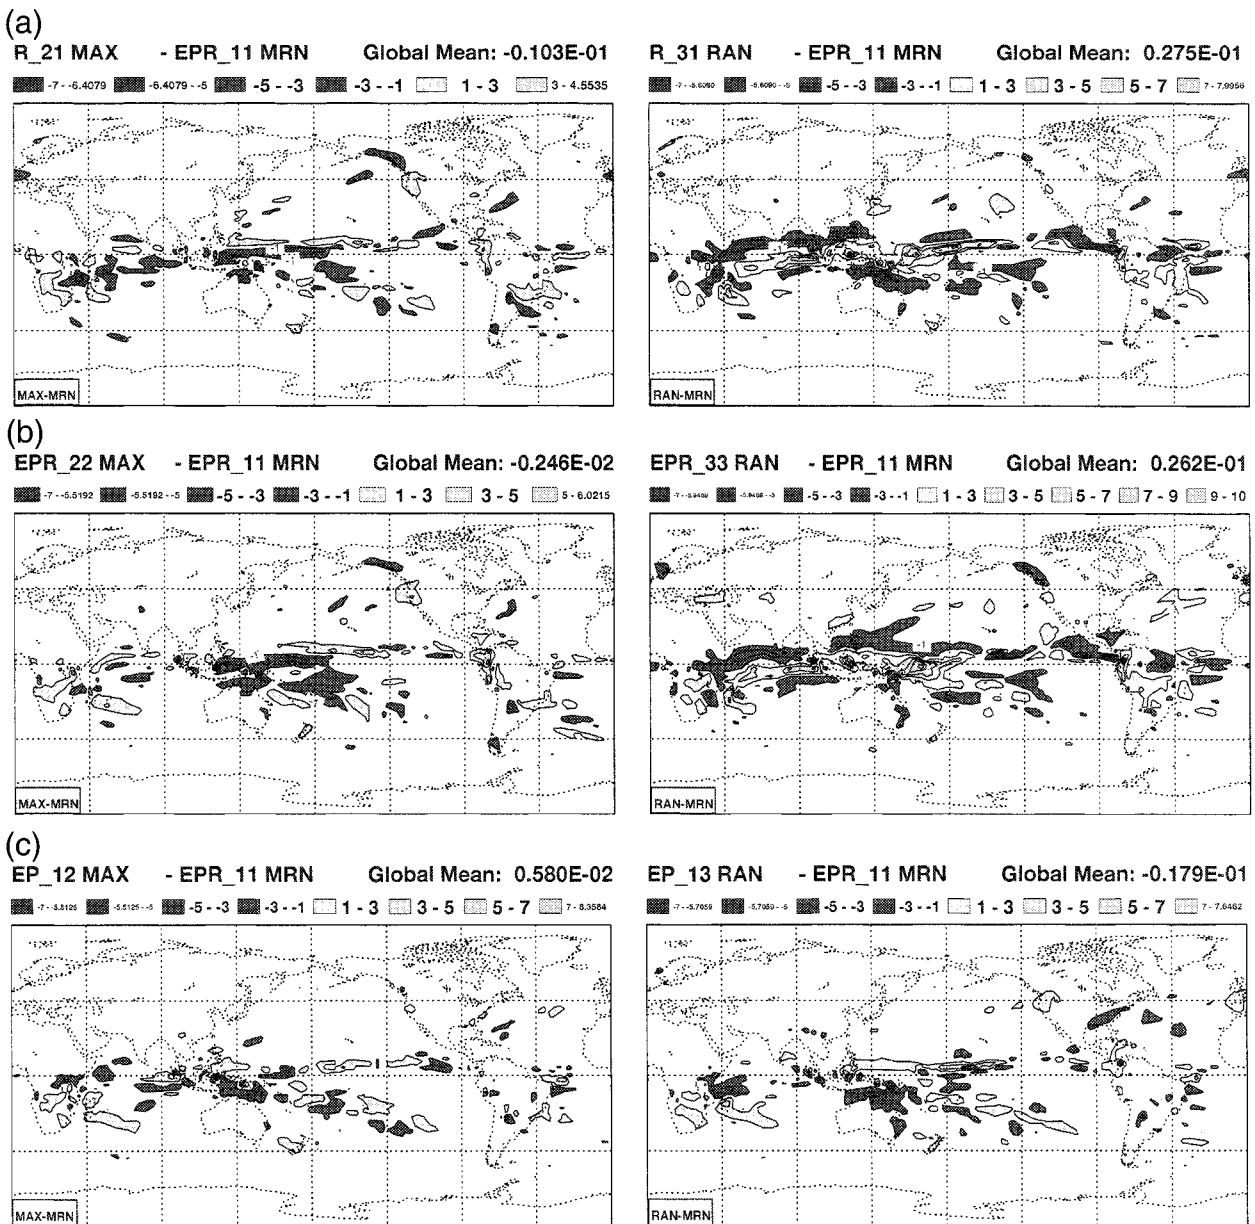 (a)
R_21 MAX - EPR_11 MRN Global Mean: -0.103E-01
-7 - -6.4079 -6.4079 - -5 -5 - -3 -3 - -1 1 - 3 3 - 4.5535
MAX-MRN
R_31 RAN - EPR_11 MRN Global Mean: 0.275E-01
-5 - -3 -3 - -1 1 - 3 3 - 5 5 - 7 7 - 7.9956
RAN-MRN
(b)
EPR_22 MAX - EPR_11 MRN Global Mean: -0.246E-02
-7 - -5.5192 -5.5192 - -5 -5 - -3 -3 - -1 1 - 3 3 - 5 5 - 6.0215
MAX-MRN
EPR_33 RAN - EPR_11 MRN Global Mean: 0.262E-01
-5 - -3 -3 - -1 1 - 3 3 - 5 5 - 7 7 - 9 9 - 10
RAN-MRN
(c)
EP_12 MAX - EPR_11 MRN Global Mean: 0.580E-02
-7 - -5.5125 -5.5125 - -5 -5 - -3 -3 - -1 1 - 3 3 - 5 5 - 7 7 - 8.3584
MAX-MRN
EP_13 RAN - EPR_11 MRN Global Mean: -0.179E-01
-7 - -5.7059 -5.7059 - -5 -5 - -3 -3 - -1 1 - 3 3 - 5 5 - 7
RAN-MRN